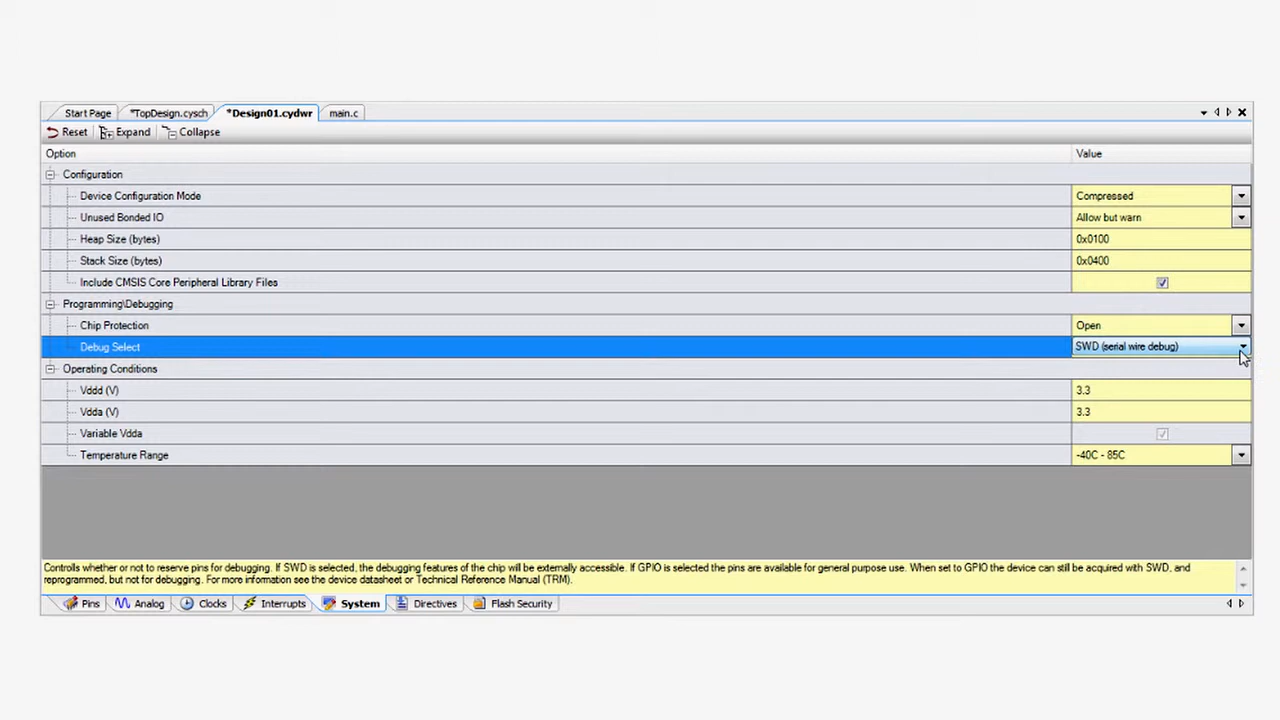 Start Page *TopDesign.cysch *Design01.cydwr main.c
Reset Expand Collapse
Option Value
Configuration
Device Configuration Mode Compressed
Unused Bonded IO Allow but warn
Heap Size (bytes) 0x0100
Stack Size (bytes) 0x0400
Include CMSIS Core Peripheral Library Files
Programming\Debugging
Chip Protection Open
Debug Select SWD (serial wire debug)
Operating Conditions
Vddd (V) 3.3
Vdda (V) 3.3
Variable Vdda
Temperature Range -40C - 85C
Controls whether or not to reserve pins for debugging. If SWD is selected, the debugging features of the chip will be externally accessible. If GPIO is selected the pins are available for general purpose use. When set to GPIO the device can still be acquired with SWD, and
reprogrammed, but not for debugging. For more information see the device datasheet or Technical Reference Manual (TRM).
Pins Analog Clocks Interrupts System Directives Flash Security